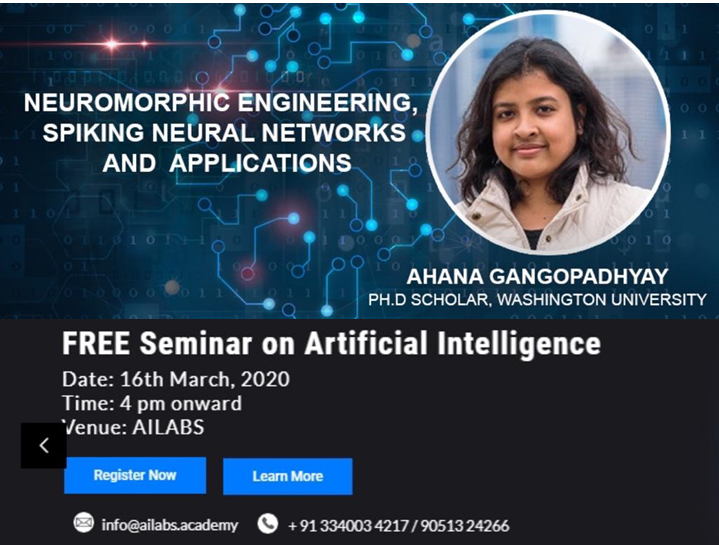 NEUROMORPHIC ENGINEERING,
SPIKING NEURAL NETWORKS
AND APPLICATIONS
AHANA GANGOPADHYAY
PH.D SCHOLAR, WASHINGTON UNIVERSITY
FREE Seminar on Artificial Intelligence
Date: 16th March, 2020
Time: 4 pm onward
Venue: AILABS
Register Now
Learn More
info@ailabs.academy
+ 91 334003 4217 / 90513 24266